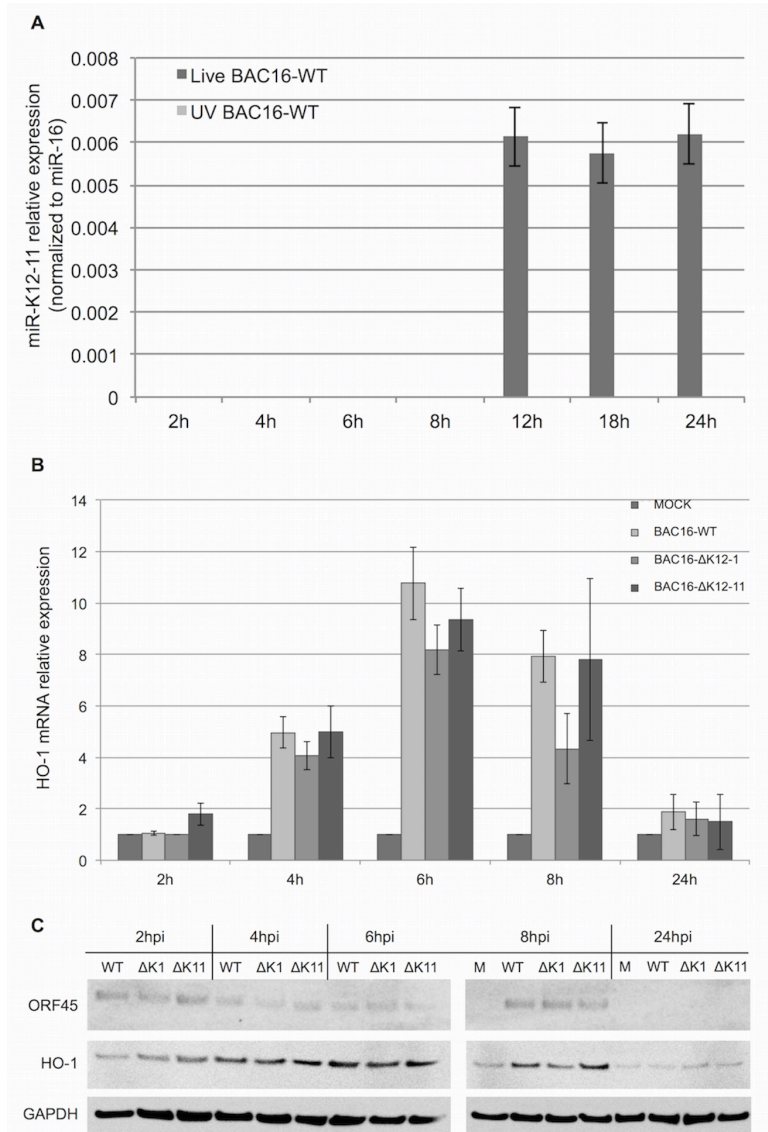 A
miR-K12-11 relative expression
(normalized to miR-16)
0.008
0.007
0.006
0.005
0.004
0.003
0.002
0.001
0
Live BAC16-WT
UV BAC16-WT
2h 4h 6h 8h 12h 18h 24h
B
HO-1 mRNA relative expression
14
12
10
8
6
4
2
0
MOCK
BAC16-WT
BAC16-ΔK12-1
BAC16-ΔK12-11
2h 4h 6h 8h 24h
C
2hpi 4hpi 6hpi 8hpi 24hpi
WT ΔK1 ΔK11 WT ΔK1 ΔK11 WT ΔK1 ΔK11 M WT ΔK1 ΔK11 M WT ΔK1 ΔK11
ORF45
HO-1
GAPDH